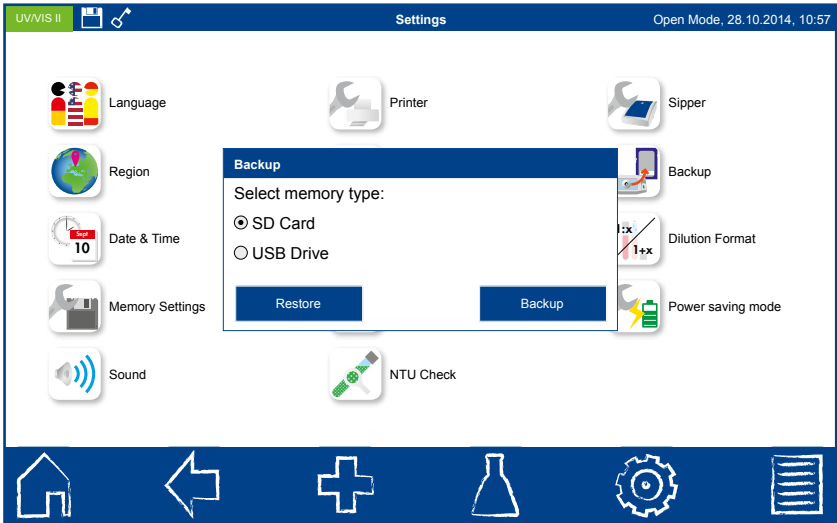 UV/VIS II
Settings
Open Mode, 28.10.2014, 10:57
Language
Printer
Sipper
Region
Backup
Date & Time
Sept
10
1:x
1+x
Dilution Format
Memory Settings
Power saving mode
Sound
NTU Check
Backup
Select memory type:
SD Card
USB Drive
Restore
Backup